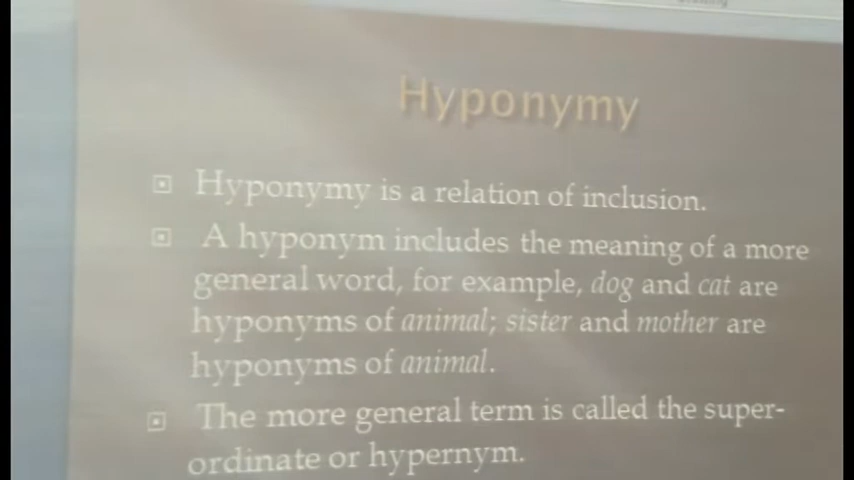 Hyponymy
Hyponymy is a relation of inclusion.
A hyponym includes the meaning of a more
general word, for example, dog and cat are
hyponyms of animal; sister and mother are
hyponyms of animal.
The more general term is called the super-
ordinate or hypernym.